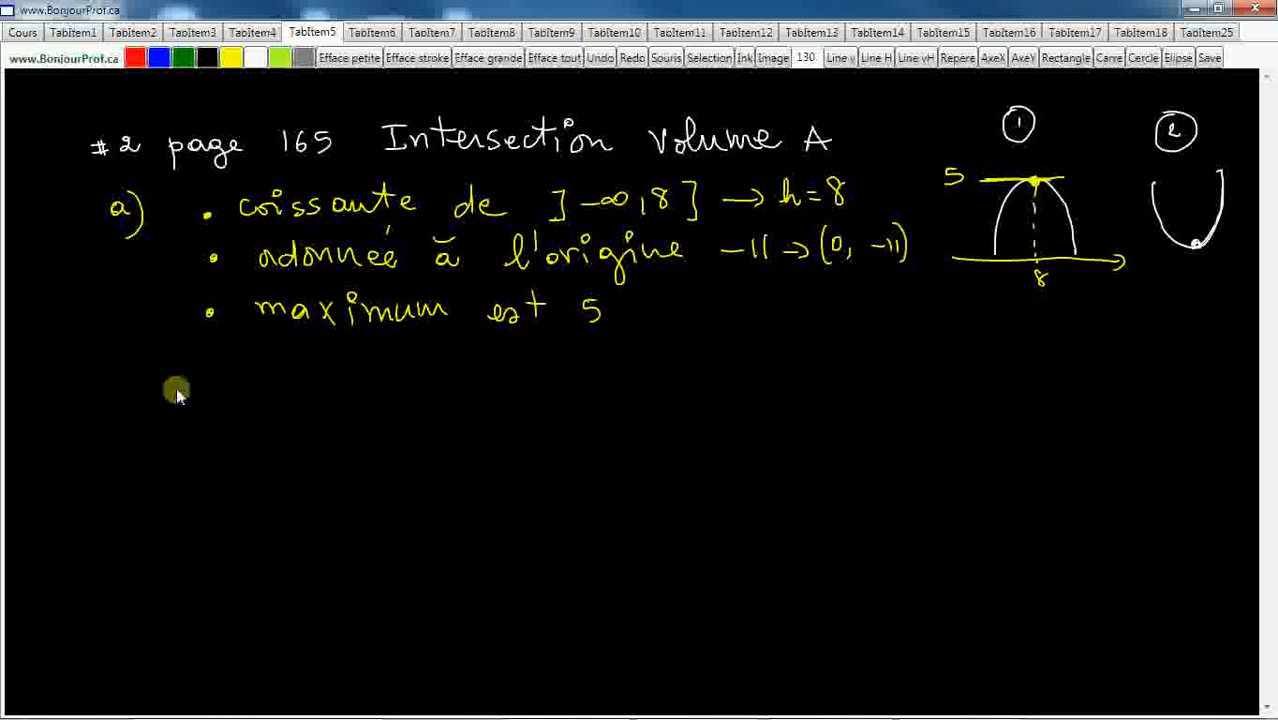 www.BonjourProf.ca
Cours TabItem1 TabItem2 TabItem3 TabItem4 TabItem5 TabItem6 TabItem7 TabItem8 TabItem9 TabItem10 TabItem11 TabItem12 TabItem13 TabItem14 TabItem15 TabItem16 TabItem17 TabItem18 TabItem25
www.BonjourProf.ca Efface petite Efface stroke Efface grande Efface tout Undo Redo Souris Selection Ink Image 130 Line v Line H Line vH Repere AxeX AxeY Rectangle Carre Cercle Elipse Save
#2 page 165 Intersection volume A
a) • coissante de ]-∞, 8] → h=8
• adonneé à l'origine -11 → (0, -11)
• maximum est 5
1 2
5
8